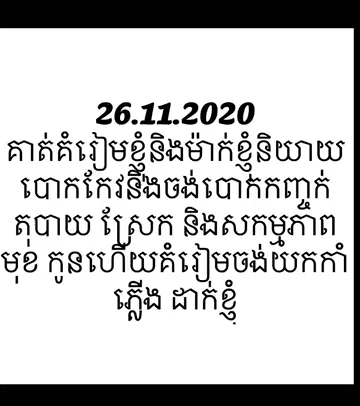 26.11.2020
គាត់គំរៀមខ្ញុំនិងម៉ាក់ខ្ញុំនិយាយ
បោកកែវនឹងចង់បោកកញ្ចក់
តុបាយ ស្រែក និងសកម្មភាព
មុខ កូនហើយគំរៀមចង់យកកាំ
ភ្លើង ដាក់ខ្ញុំ